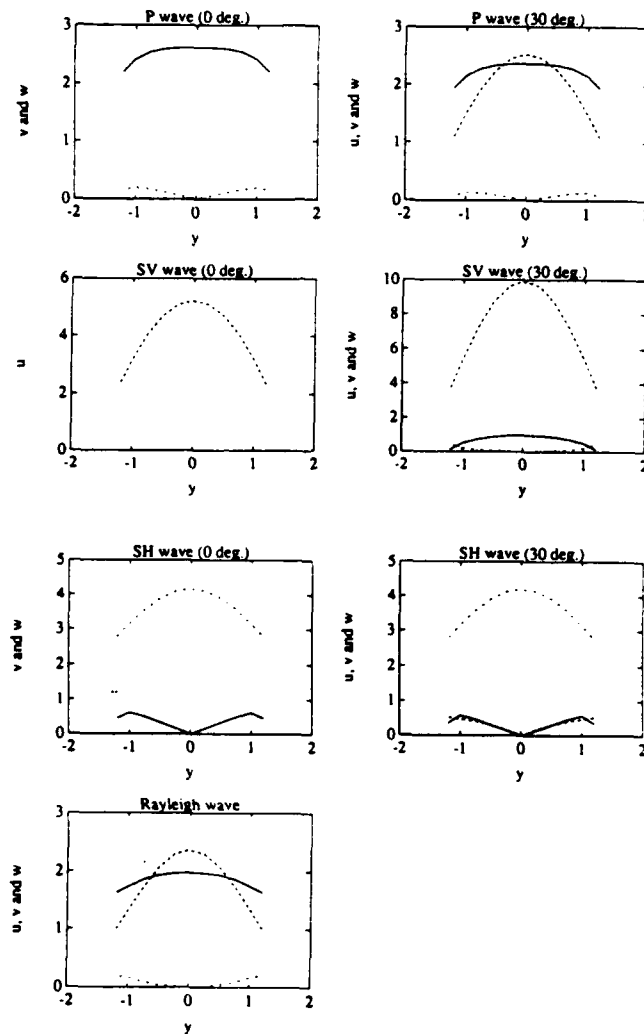 P wave (0 deg.)
3
2
1
0
v and w
-2 -1 0 1 2
y
P wave (30 deg.)
3
2
1
0
u, v and w
-2 -1 0 1 2
y
SV wave (0 deg.)
6
4
2
0
u
-2 -1 0 1 2
y
SV wave (30 deg.)
10
8
6
4
2
0
u, v and w
-2 -1 0 1 2
y
SH wave (0 deg.)
5
4
3
2
1
0
v and w
-2 -1 0 1 2
y
SH wave (30 deg.)
5
4
3
2
1
0
u, v and w
-2 -1 0 1 2
y
Rayleigh wave
3
2
1
0
u, v and w
-2 -1 0 1 2
y